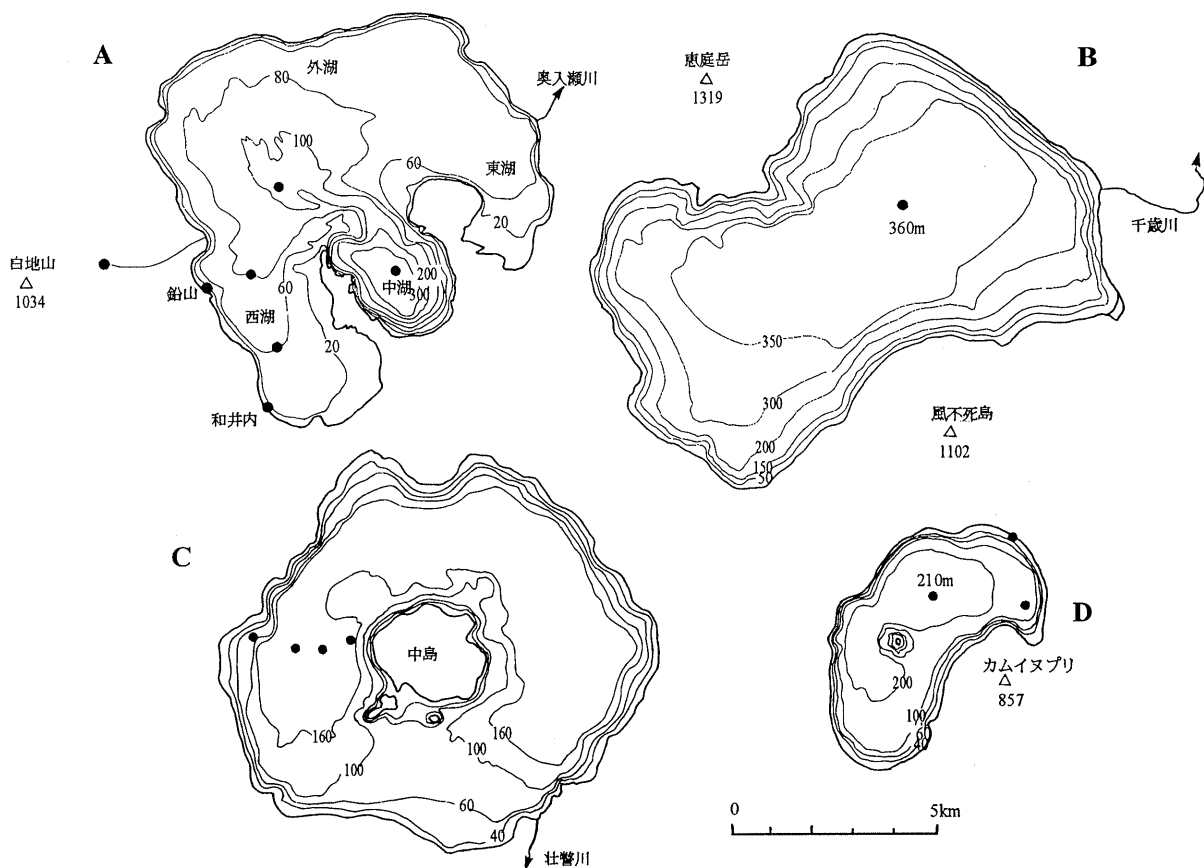 A
外湖
80
奥入瀬川
100
60
東湖
20
白地山
△
1034
鉛山
60
西湖
中湖
200
300
20
和井内
恵庭岳
△
1319
B
360m
千歳川
350
300
200
150
50
風不死島
△
1102
C
中島
160
100
160
100
60
40
壮瞥川
210m
D
カムイヌプリ
△
857
200
100
60
40
0
5km